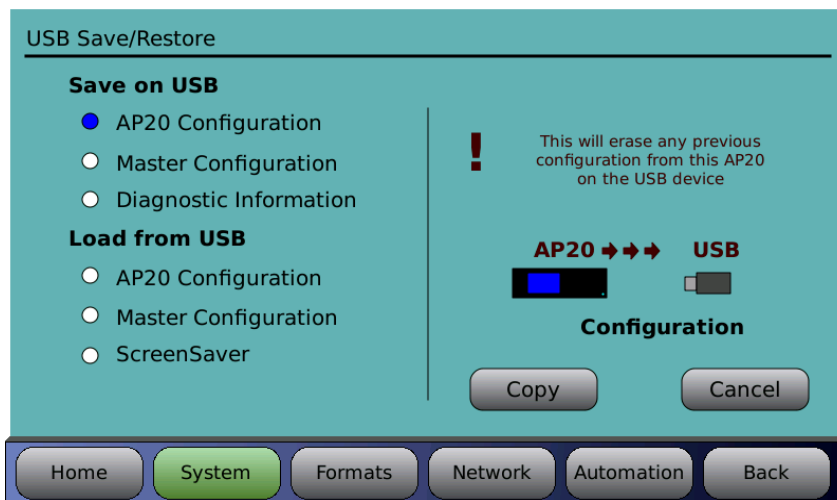 USB Save/Restore
Save on USB
AP20 Configuration
Master Configuration
Diagnostic Information
Load from USB
AP20 Configuration
Master Configuration
ScreenSaver
!
This will erase any previous
configuration from this AP20
on the USB device
AP20 USB
Configuration
Copy Cancel
Home System Formats Network Automation Back